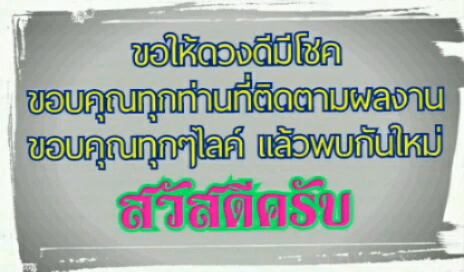 ขอให้ดวงดีมีโชค
ขอบคุณทุกท่านที่ติดตามผลงาน
ขอบคุณทุกๆไลค์ แล้วพบกันใหม่
สวัสดีครับ